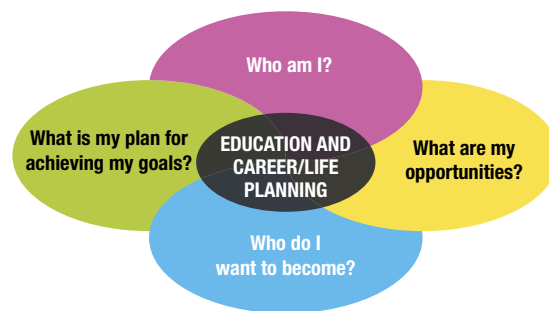 Who am I?
What is my plan for
achieving my goals?
EDUCATION AND
CAREER/LIFE
PLANNING
What are my
opportunities?
Who do I
want to become?